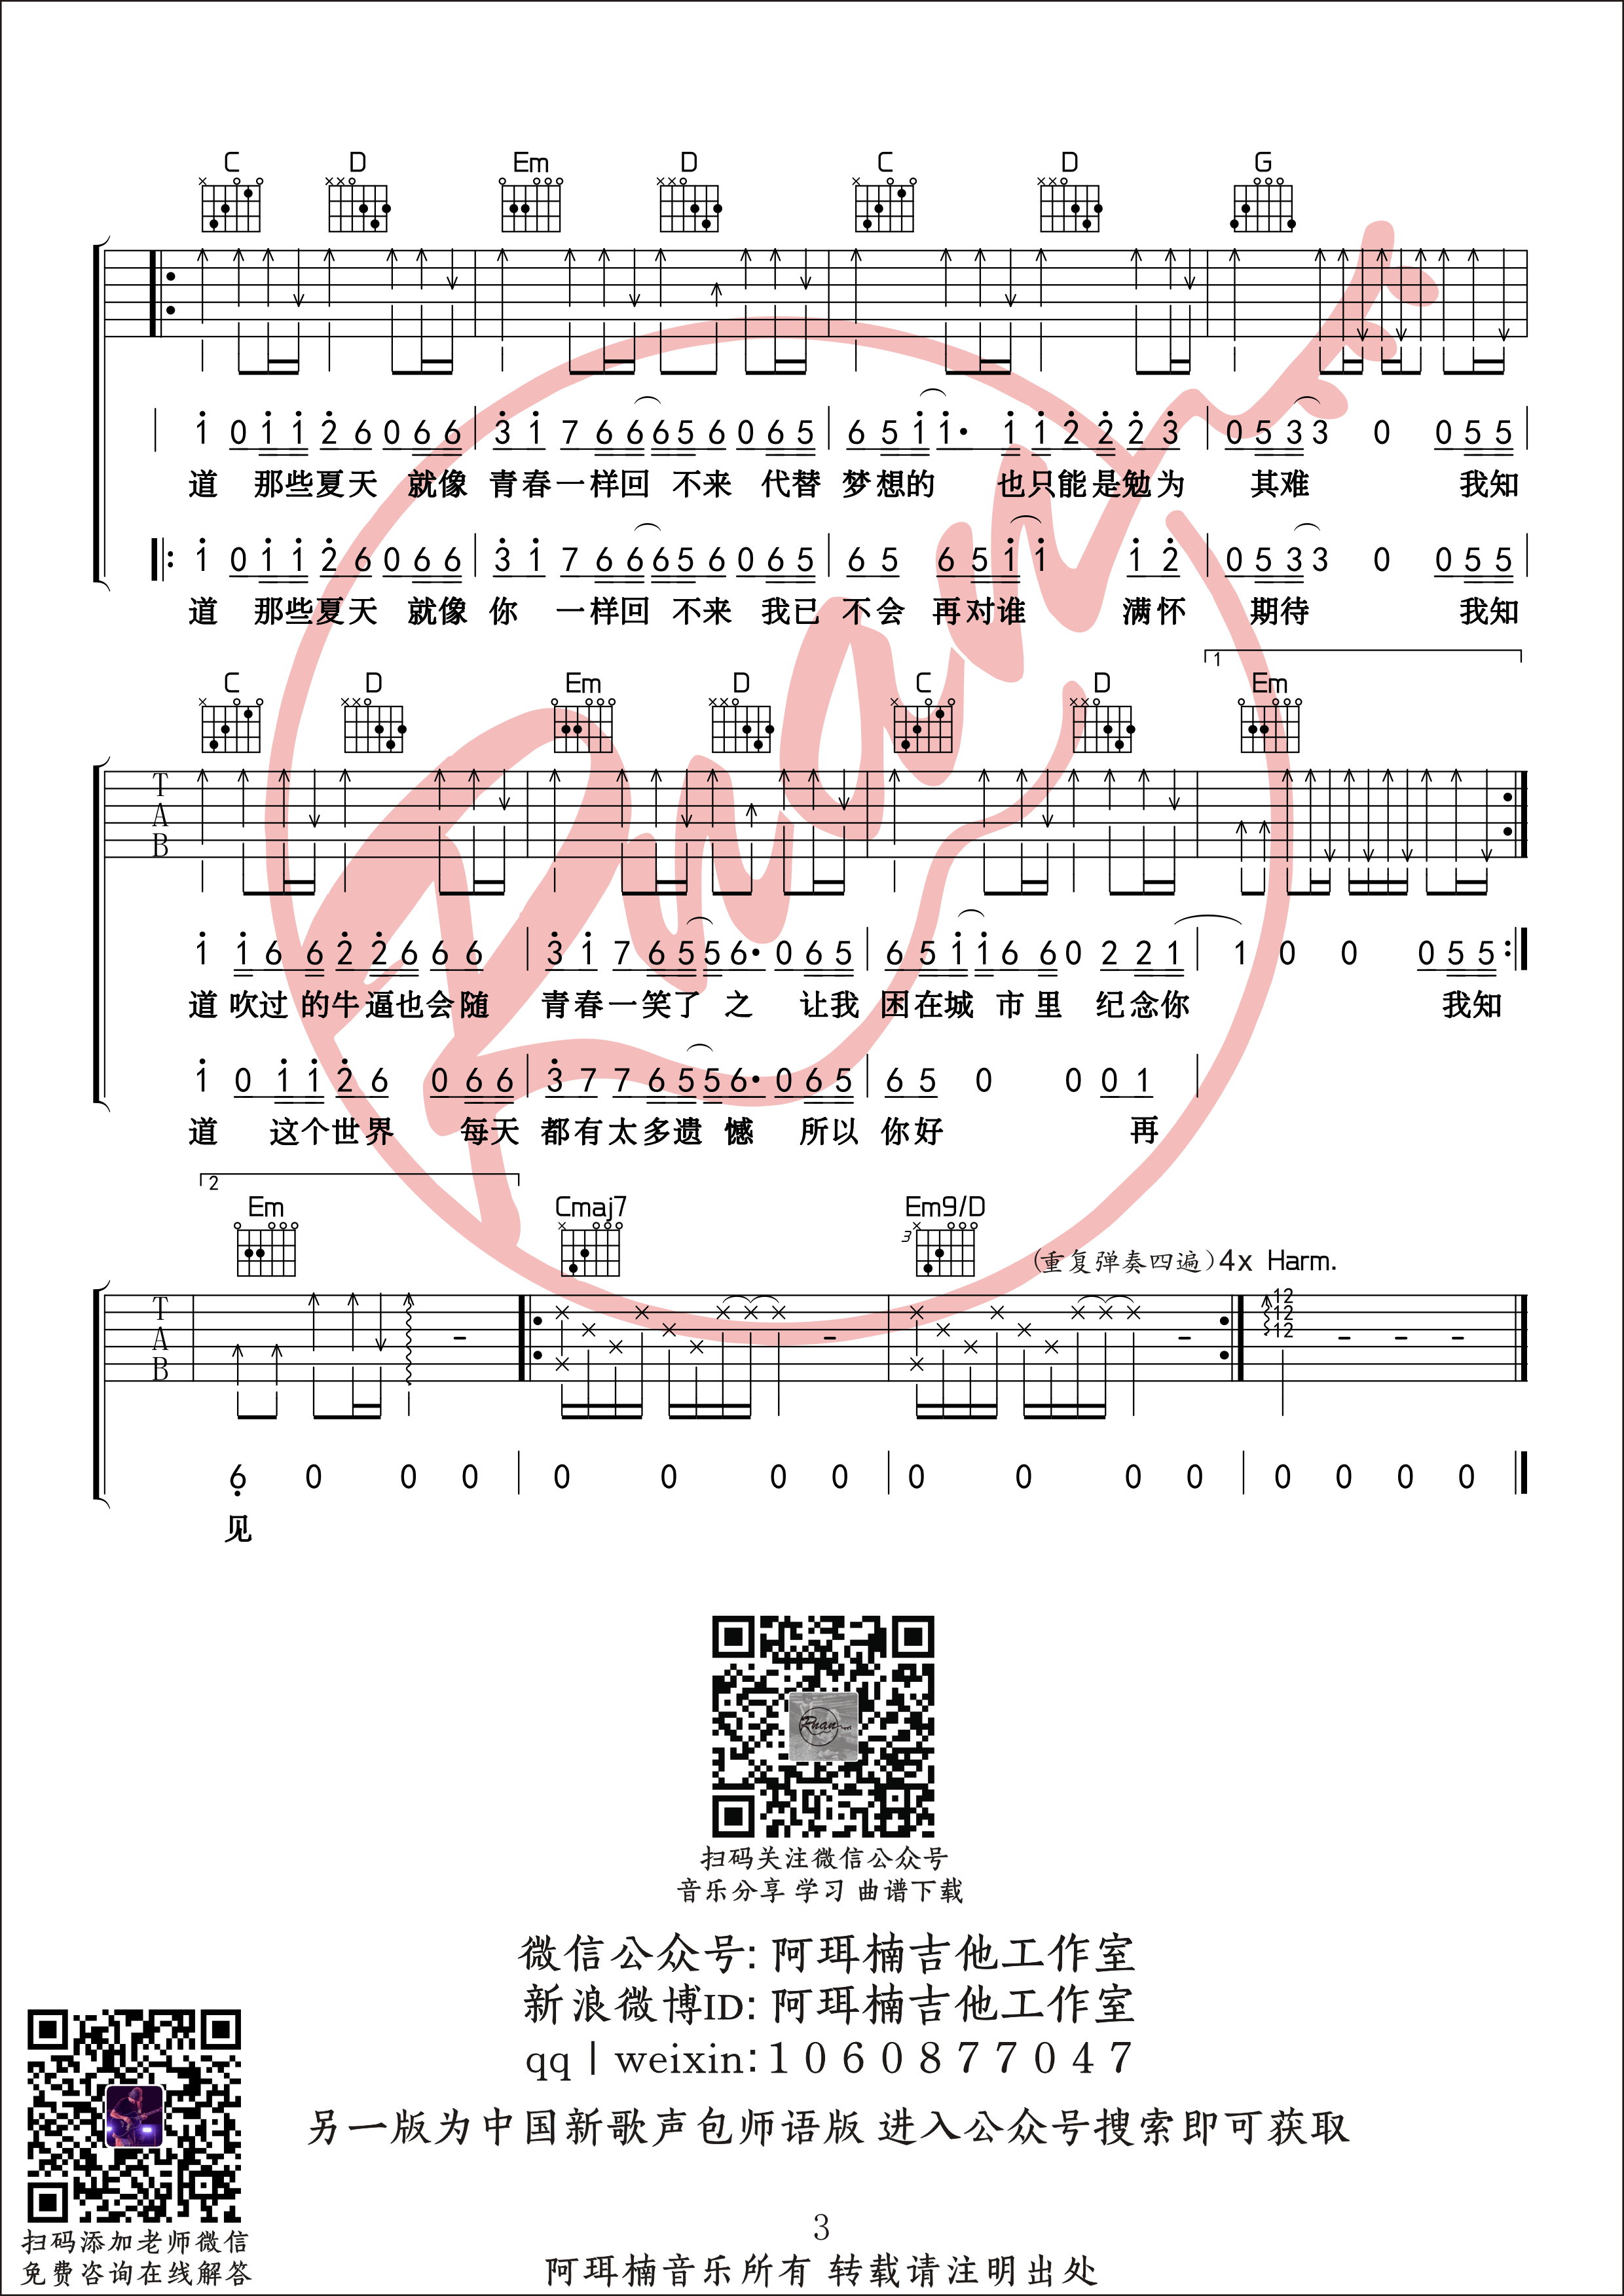 C D Em D C D G
1 0 1 1 2 6 0 6 6 3 1 7 6 6 6 5 6 0 6 5 6 5 1 1· 1 1 2 2 2 3 0 5 3 3 0 0 5 5
道 那些夏天 就像 青春一样回 不来 代替 梦想的 也只能是勉为 其难 我知
1 0 1 1 2 6 0 6 6 3 1 7 6 6 6 5 6 0 6 5 6 5 6 5 1 1 1 2 0 5 3 3 0 0 5 5
道 那些夏天 就像 你 一样回 不来 我已 不会 再对谁 满怀 期待 我知
1
C D Em D C D Em
T
A
B
1 1 6 6 2 2 6 6 6 3 1 7 6 5 5 6· 0 6 5 6 5 1 1 6 6 0 2 2 1 1 0 0 0 5 5
道 吹过 的牛逼也会随 青春一笑了 之 让我 困在城 市里 纪念你 我知
1 0 1 1 2 6 0 6 6 3 7 7 6 5 5 6· 0 6 5 6 5 0 0 0 1
道 这个世界 每天 都有太多遗 憾 所以 你好 再
2
Em Cmaj7 Em9/D
3
(重复弹奏四遍)4x Harm.
T
A
B
12
12
12
6 0 0 0 0 0 0 0 0 0 0 0 0 0 0 0
见
扫码关注微信公众号
音乐分享 学习 曲谱下载
微信公众号: 阿珥楠吉他工作室
新浪微博ID: 阿珥楠吉他工作室
qq | weixin:1060877047
另一版为中国新歌声包师语版 进入公众号搜索即可获取
扫码添加老师微信
免费咨询在线解答
3
阿珥楠音乐所有 转载请注明出处